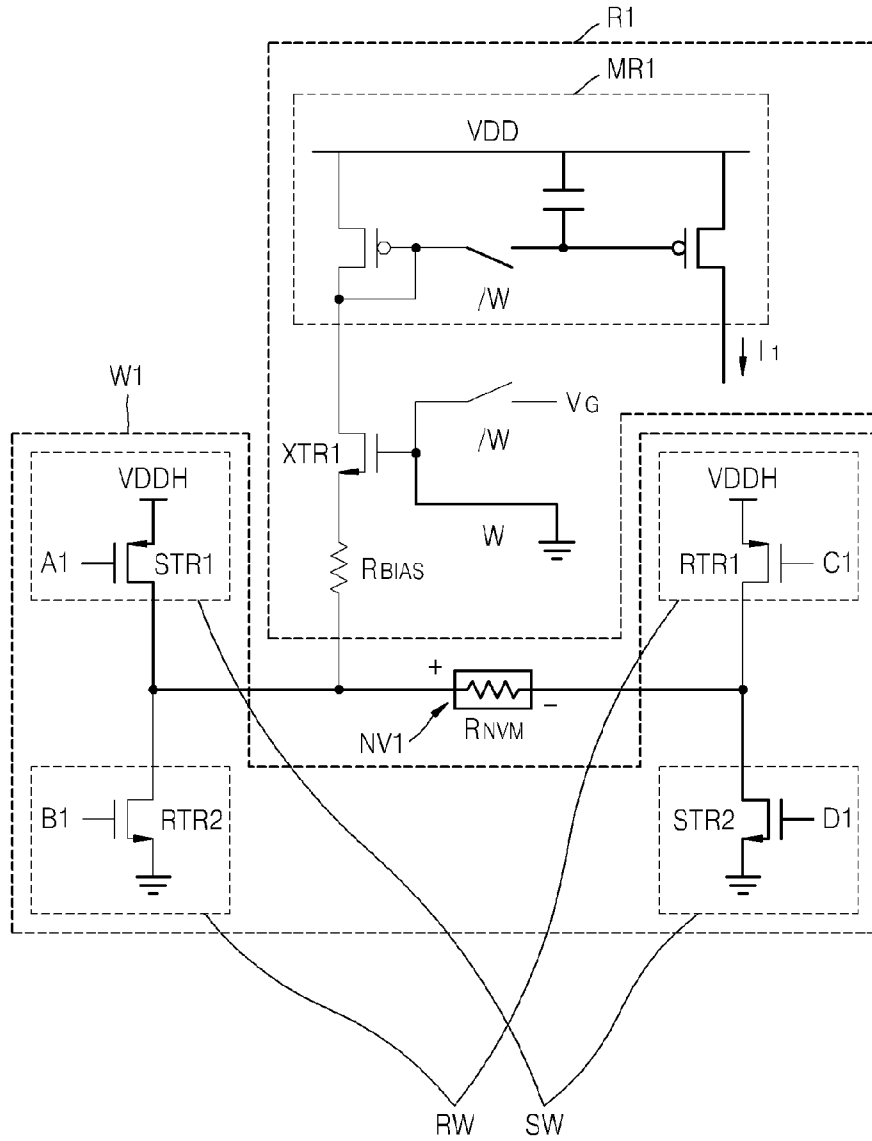 R1
MR1
VDD
/W
I1
W1
VG
/W
XTR1
VDDH
VDDH
W
A1
STR1
RBIAS
RTR1
C1
+
-
NV1
RNVM
B1
RTR2
STR2
D1
RW
SW